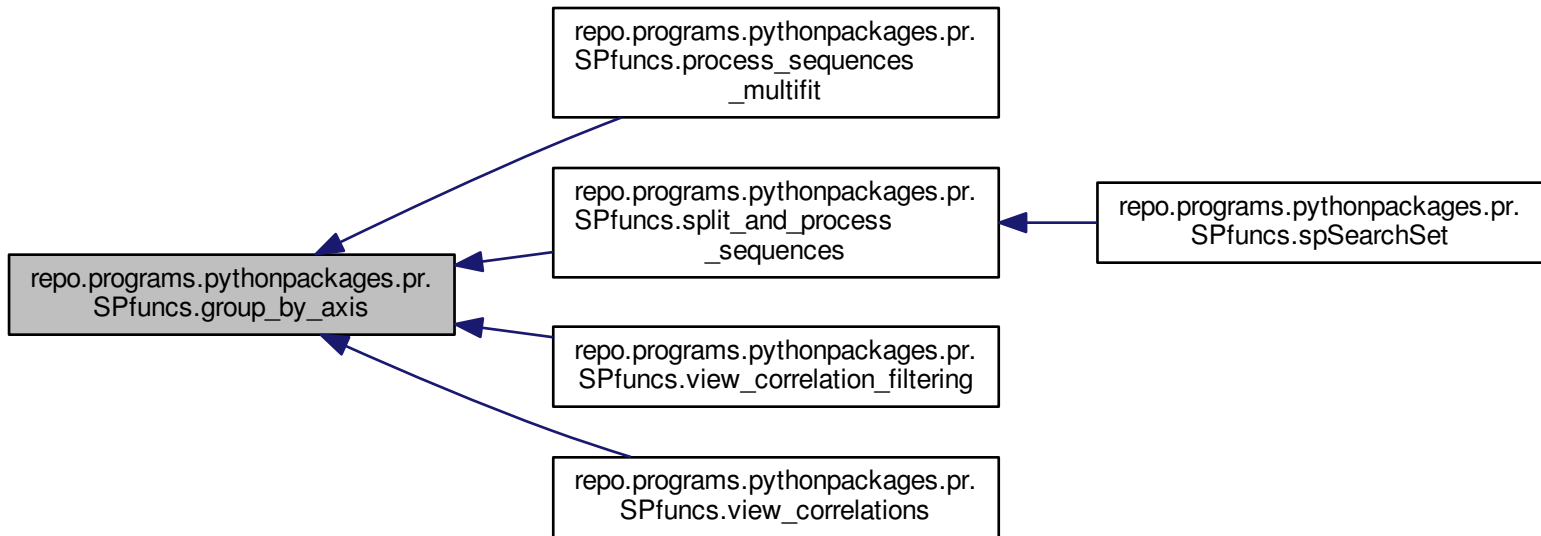 repo.programs.pythonpackages.pr.
SPfuncs.process_sequences
_multifit
repo.programs.pythonpackages.pr.
SPfuncs.split_and_process
_sequences
repo.programs.pythonpackages.pr.
SPfuncs.spSearchSet
repo.programs.pythonpackages.pr.
SPfuncs.group_by_axis
repo.programs.pythonpackages.pr.
SPfuncs.view_correlation_filtering
repo.programs.pythonpackages.pr.
SPfuncs.view_correlations